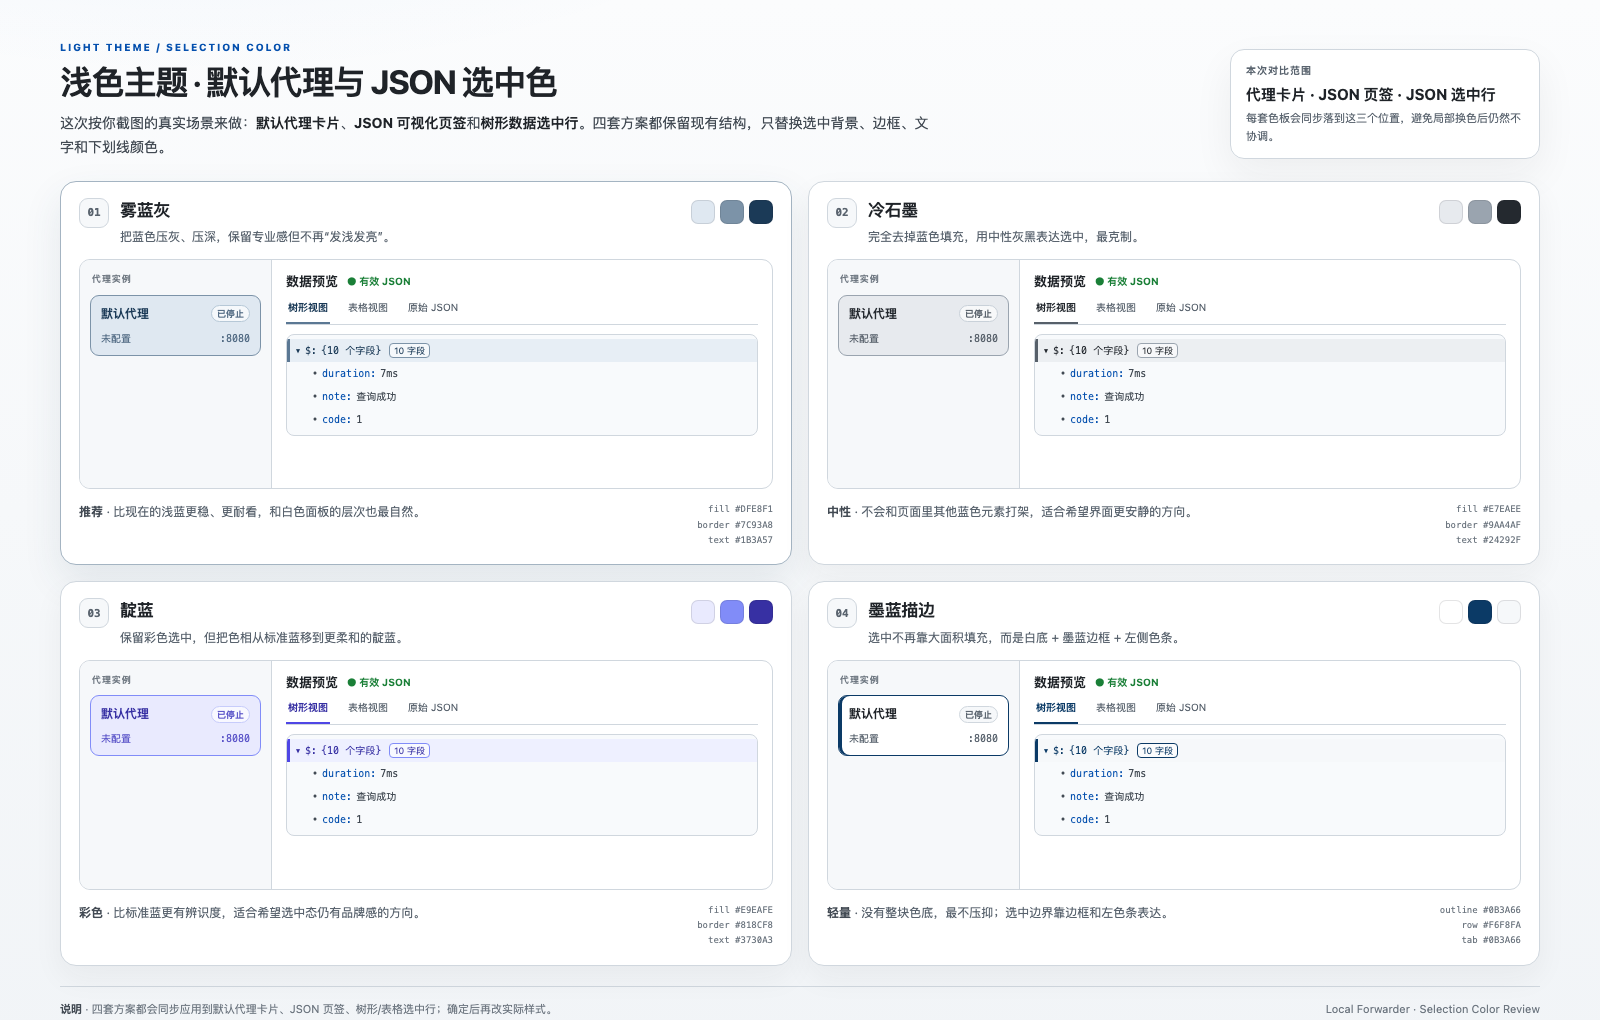 LIGHT THEME / SELECTION COLOR
浅色主题 · 默认代理与 JSON 选中色
这次按你截图的真实场景来做：默认代理卡片、JSON 可视化页签和树形数据选中行。四套方案都保留现有结构，只替换选中背景、边框、文
字和下划线颜色。
本次对比范围
代理卡片 · JSON 页签 · JSON 选中行
每套色板会同步落到这三个位置，避免局部换色后仍然不
协调。
01
雾蓝灰
把蓝色压灰、压深，保留专业感但不再“发浅发亮”。
代理实例
默认代理
已停止
未配置
:8080
数据预览
● 有效 JSON
树形视图 表格视图 原始 JSON
▾ $: {10 个字段} 10 字段
• duration: 7ms
• note: 查询成功
• code: 1
推荐 · 比现在的浅蓝更稳、更耐看，和白色面板的层次也最自然。
fill #DFE8F1
border #7C93A8
text #1B3A57
02
冷石墨
完全去掉蓝色填充，用中性灰黑表达选中，最克制。
代理实例
默认代理
已停止
未配置
:8080
数据预览
● 有效 JSON
树形视图 表格视图 原始 JSON
▾ $: {10 个字段} 10 字段
• duration: 7ms
• note: 查询成功
• code: 1
中性 · 不会和页面里其他蓝色元素打架，适合希望界面更安静的方向。
fill #E7EAEE
border #9AA4AF
text #24292F
03
靛蓝
保留彩色选中，但把色相从标准蓝移到更柔和的靛蓝。
代理实例
默认代理
已停止
未配置
:8080
数据预览
● 有效 JSON
树形视图 表格视图 原始 JSON
▾ $: {10 个字段} 10 字段
• duration: 7ms
• note: 查询成功
• code: 1
彩色 · 比标准蓝更有辨识度，适合希望选中态仍有品牌感的方向。
fill #E9EAFE
border #818CF8
text #3730A3
04
墨蓝描边
选中不再靠大面积填充，而是白底 + 墨蓝边框 + 左侧色条。
代理实例
默认代理
已停止
未配置
:8080
数据预览
● 有效 JSON
树形视图 表格视图 原始 JSON
▾ $: {10 个字段} 10 字段
• duration: 7ms
• note: 查询成功
• code: 1
轻量 · 没有整块色底，最不压抑；选中边界靠边框和左色条表达。
outline #0B3A66
row #F6F8FA
tab #0B3A66
说明 · 四套方案都会同步应用到默认代理卡片、JSON 页签、树形/表格选中行；确定后再改实际样式。
Local Forwarder · Selection Color Review